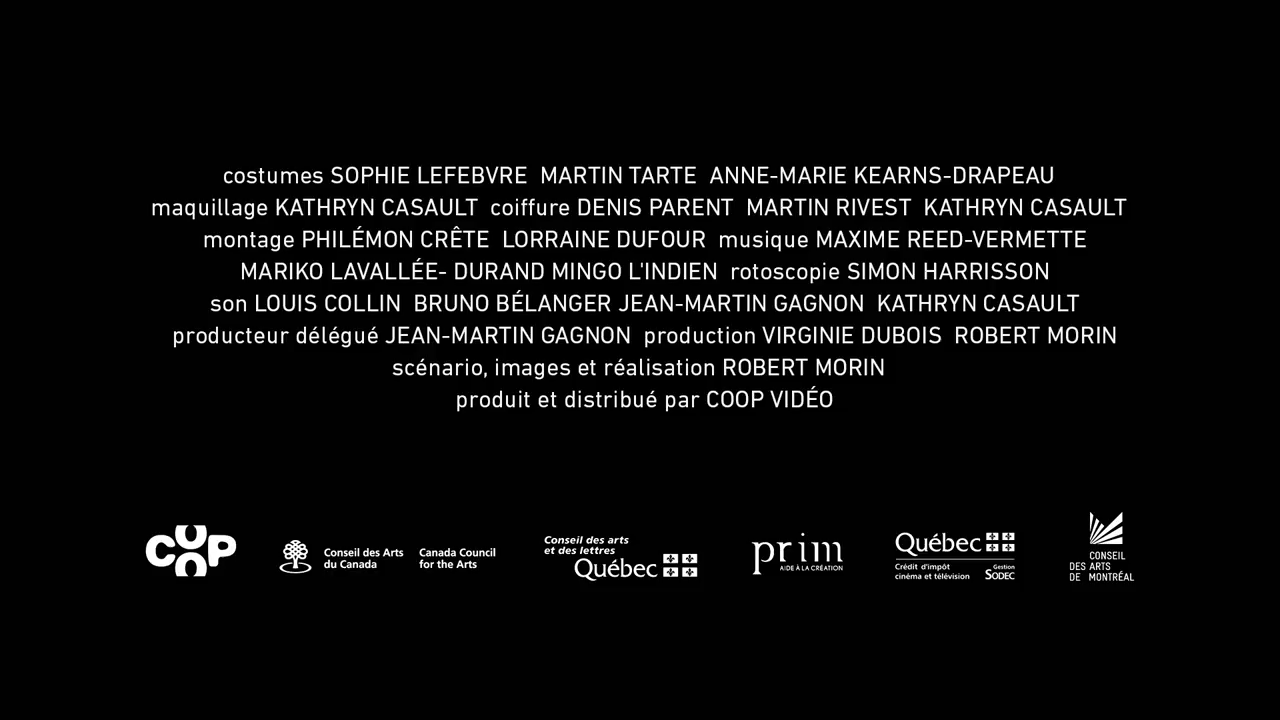 costumes SOPHIE LEFEBVRE MARTIN TARTE ANNE-MARIE KEARNS-DRAPEAU
maquillage KATHRYN CASAULT coiffure DENIS PARENT MARTIN RIVEST KATHRYN CASAULT
montage PHILÉMON CRÊTE LORRAINE DUFOUR musique MAXIME REED-VERMETTE
MARIKO LAVALLÉE- DURAND MINGO L'INDIEN rotoscopie SIMON HARRISSON
son LOUIS COLLIN BRUNO BÉLANGER JEAN-MARTIN GAGNON KATHRYN CASAULT
producteur délégué JEAN-MARTIN GAGNON production VIRGINIE DUBOIS ROBERT MORIN
scénario, images et réalisation ROBERT MORIN
produit et distribué par COOP VIDÉO
COOP
Conseil des Arts
du Canada
Canada Council
for the Arts
Conseil des arts
et des lettres
Québec
prim
AIDE À LA CRÉATION
Québec
Crédit d'impôt
cinéma et télévision
Gestion
SODEC
CONSEIL
DES ARTS
DE MONTRÉAL